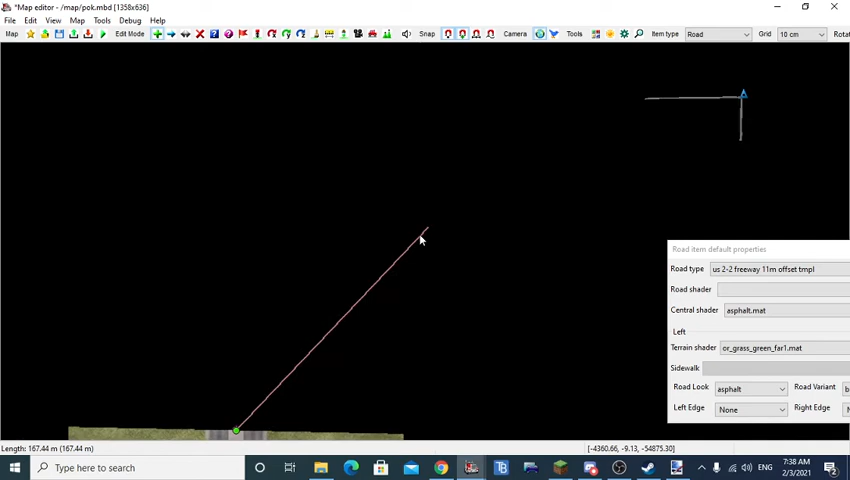 *Map editor - /map/pok.mbd [1358x636]
File Edit View Map Tools Debug Help
Map Edit Mode Snap Camera Tools Item type Road Grid 10 cm Rotat
Road item default properties
Road type us 2-2 freeway 11m offset tmpl
Road shader
Central shader asphalt.mat
Left
Terrain shader or_grass_green_far1.mat
Sidewalk
Road Look asphalt Road Variant b
Left Edge None Right Edge N
Length: 167.44 m (167.44 m) [-4360.66, -9.13, -54875.30]
Type here to search ENG 7:38 AM
2/3/2021 2